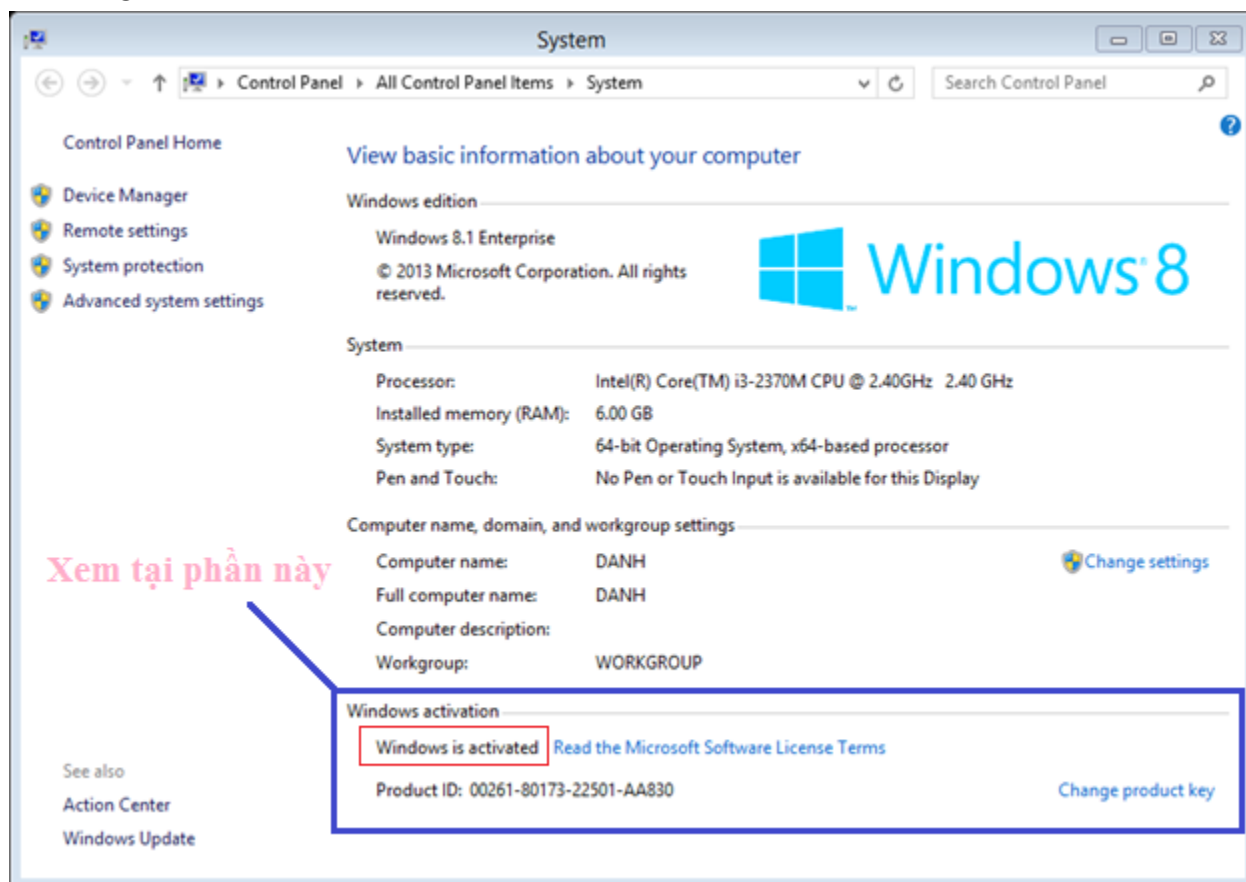 System
Control Panel All Control Panel Items System Search Control Panel
Control Panel Home
Device Manager
Remote settings
System protection
Advanced system settings
View basic information about your computer
Windows edition
Windows 8.1 Enterprise
© 2013 Microsoft Corporation. All rights
reserved.
Windows 8
System
Processor: Intel(R) Core(TM) i3-2370M CPU @ 2.40GHz 2.40 GHz
Installed memory (RAM): 6.00 GB
System type: 64-bit Operating System, x64-based processor
Pen and Touch: No Pen or Touch Input is available for this Display
Computer name, domain, and workgroup settings
Xem tại phần này
Computer name: DANH Change settings
Full computer name: DANH
Computer description:
Workgroup: WORKGROUP
Windows activation
Windows is activated Read the Microsoft Software License Terms
Product ID: 00261-80173-22501-AA830 Change product key
See also
Action Center
Windows Update